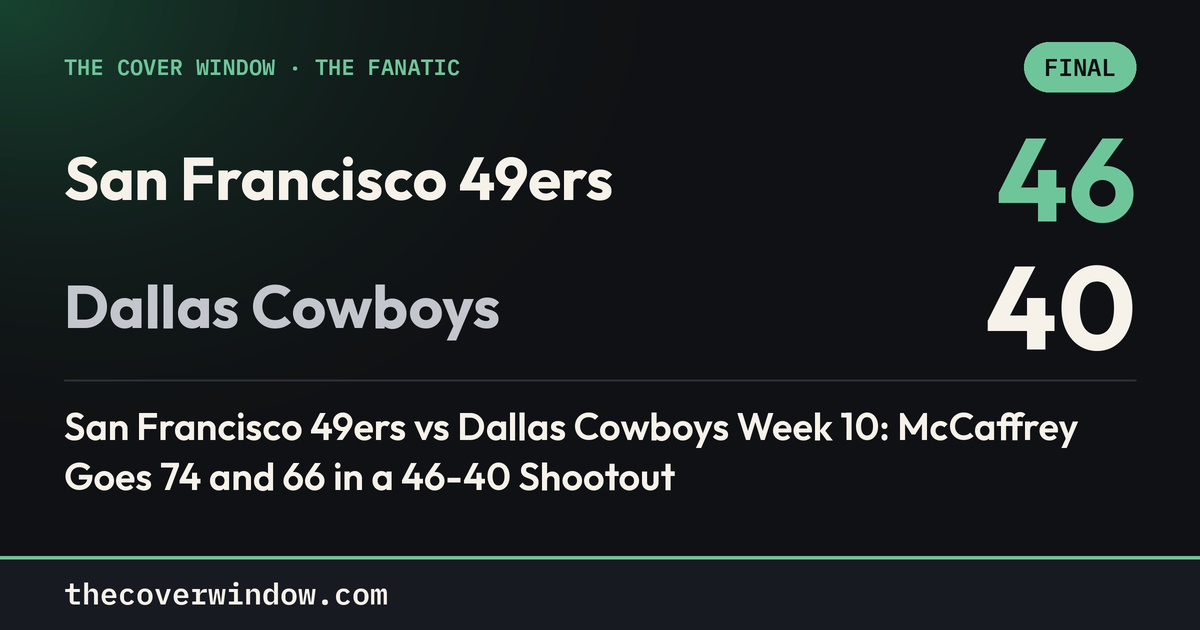 THE COVER WINDOW · THE FANATIC
FINAL
San Francisco 49ers
46
Dallas Cowboys
40
San Francisco 49ers vs Dallas Cowboys Week 10: McCaffrey
Goes 74 and 66 in a 46-40 Shootout
thecoverwindow.com